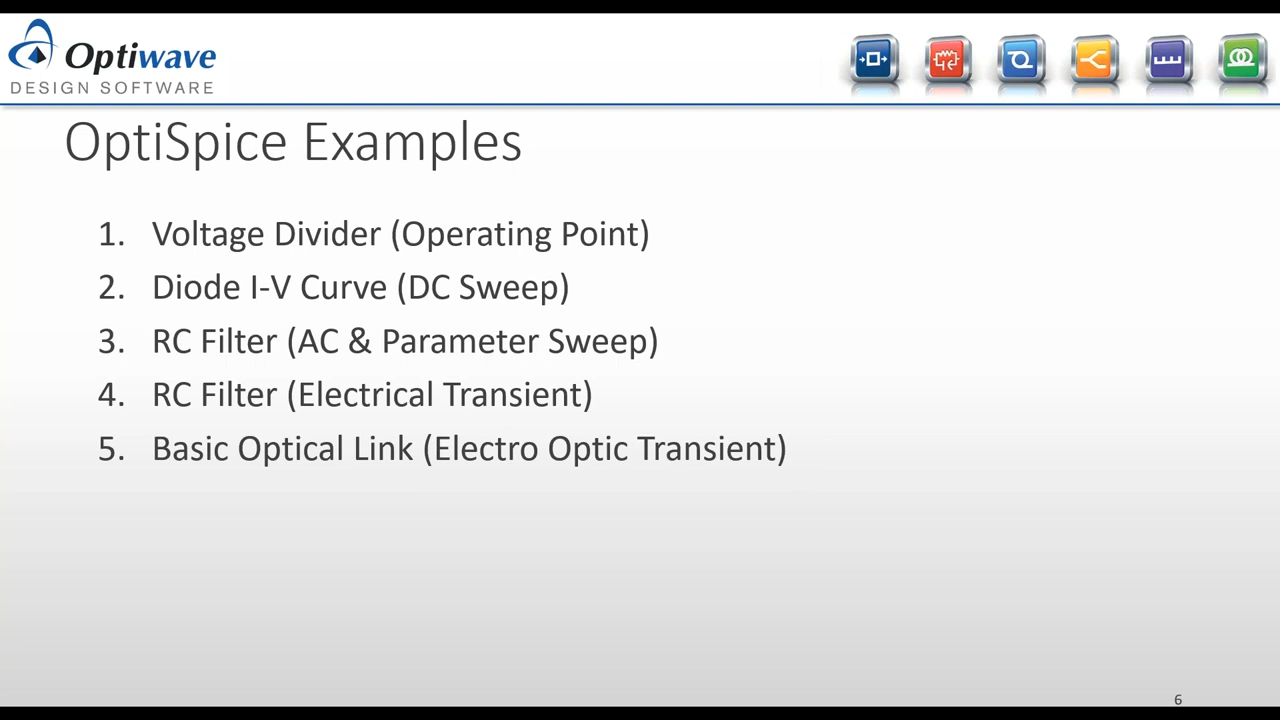 Optiwave
DESIGN SOFTWARE
OptiSpice Examples
1. Voltage Divider (Operating Point)
2. Diode I-V Curve (DC Sweep)
3. RC Filter (AC & Parameter Sweep)
4. RC Filter (Electrical Transient)
5. Basic Optical Link (Electro Optic Transient)
6